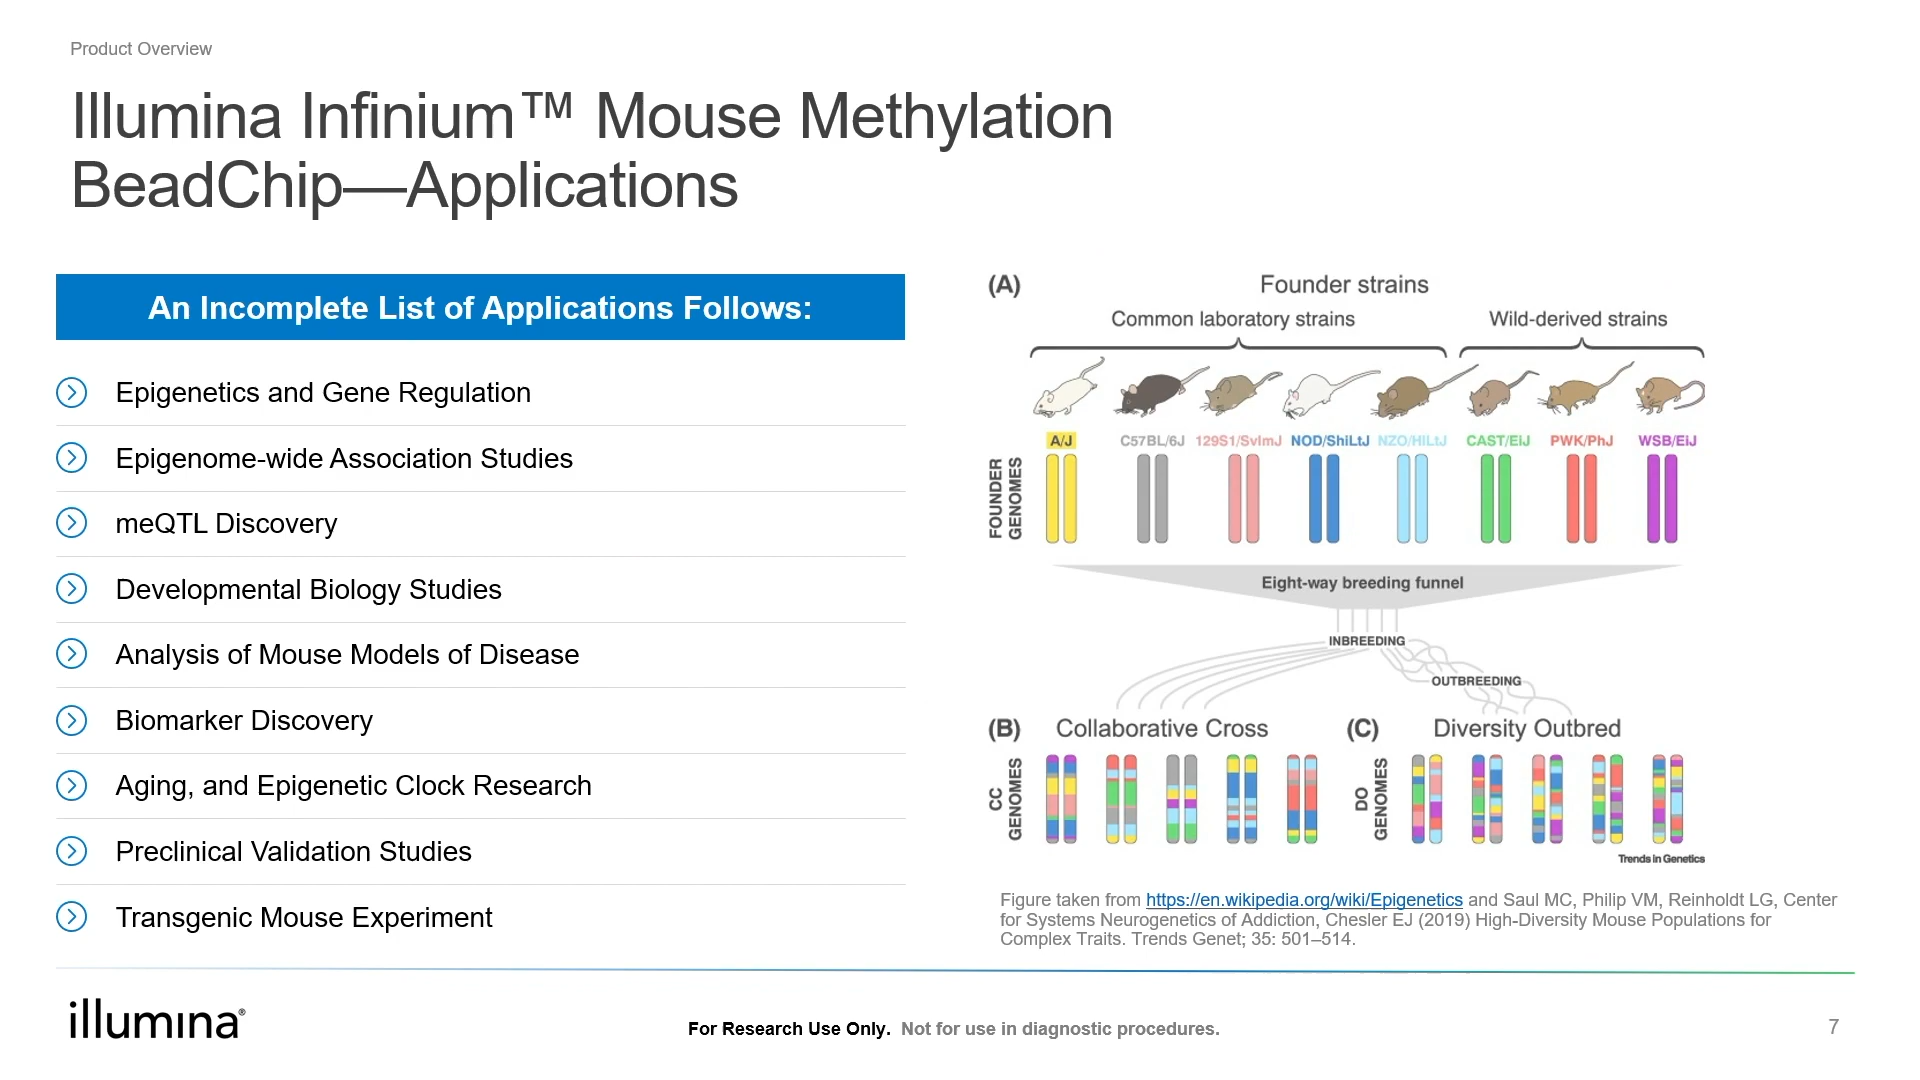 Product Overview
Illumina Infinium™ Mouse Methylation
BeadChip—Applications
An Incomplete List of Applications Follows:
Epigenetics and Gene Regulation
Epigenome-wide Association Studies
meQTL Discovery
Developmental Biology Studies
Analysis of Mouse Models of Disease
Biomarker Discovery
Aging, and Epigenetic Clock Research
Preclinical Validation Studies
Transgenic Mouse Experiment
(A) Founder strains
Common laboratory strains Wild-derived strains
A/J C57BL/6J 129S1/SvImJ NOD/ShiLtJ NZO/HILtJ CAST/EiJ PWK/PhJ WSB/EiJ
FOUNDER
GENOMES
Eight-way breeding funnel
INBREEDING
OUTBREEDING
(B) Collaborative Cross
CC
GENOMES
(C) Diversity Outbred
DO
GENOMES
Trends in Genetics
Figure taken from https://en.wikipedia.org/wiki/Epigenetics and Saul MC, Philip VM, Reinholdt LG, Center
for Systems Neurogenetics of Addiction, Chesler EJ (2019) High-Diversity Mouse Populations for
Complex Traits. Trends Genet; 35: 501–514.
illumina®
For Research Use Only. Not for use in diagnostic procedures.
7